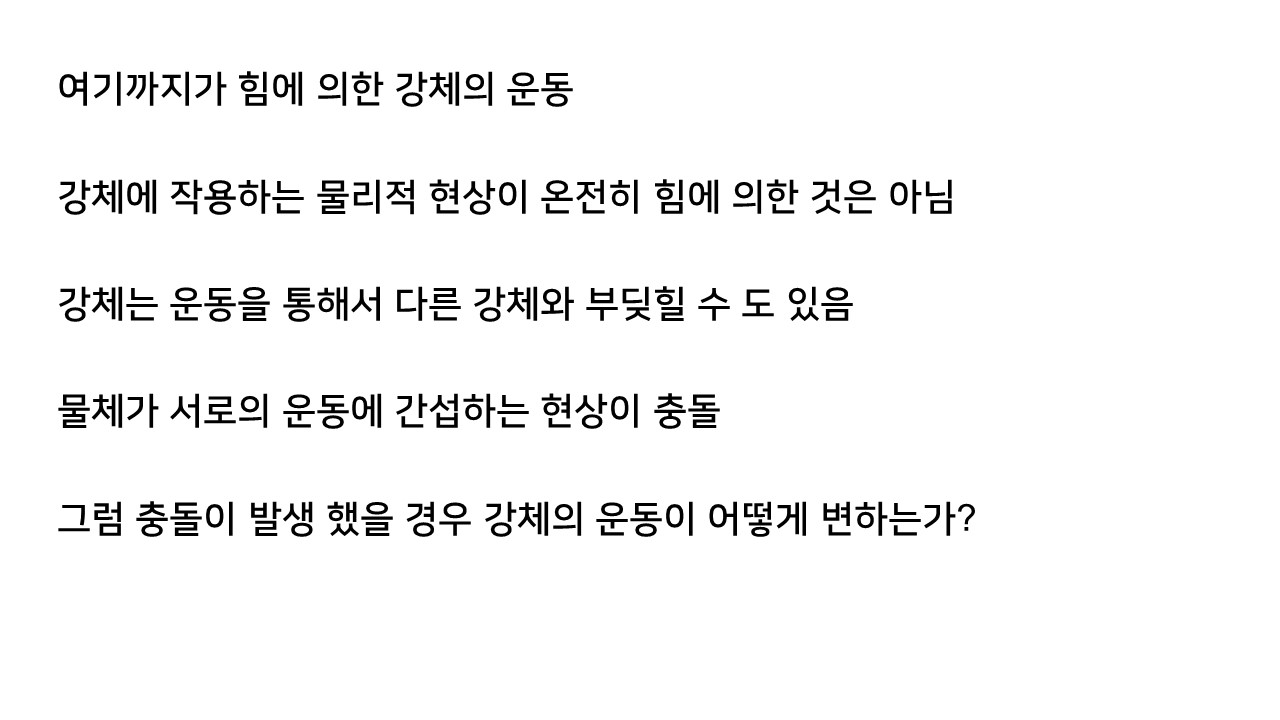 여기까지가 힘에 의한 강체의 운동
강체에 작용하는 물리적 현상이 온전히 힘에 의한 것은 아님
강체는 운동을 통해서 다른 강체와 부딪힐 수 도 있음
물체가 서로의 운동에 간섭하는 현상이 충돌
그럼 충돌이 발생 했을 경우 강체의 운동이 어떻게 변하는가?